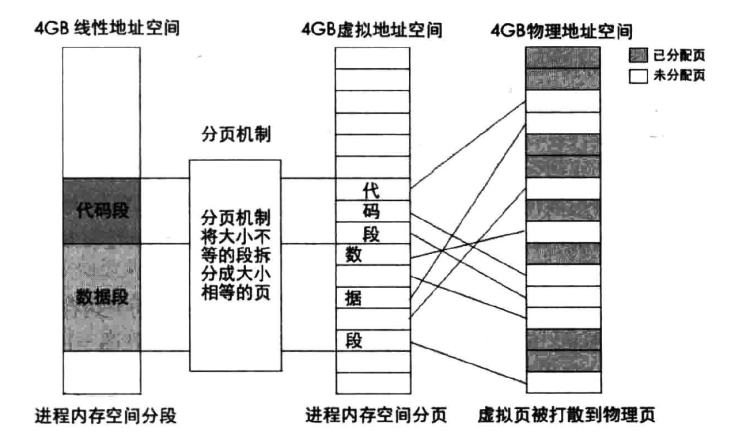 4GB 线性地址空间
4GB虚拟地址空间
4GB物理地址空间
已分配页
未分配页
分页机制
代码段
数据段
分页机制
将大小不
等的段拆
分成大小
相等的页
代
码
段
数
据
段
进程内存空间分段
进程内存空间分页
虚拟页被打散到物理页